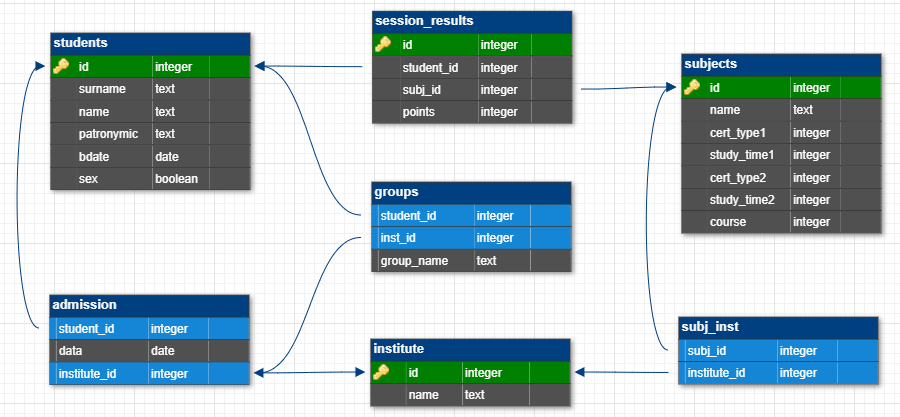 students
id integer
surname text
name text
patronymic text
bdate date
sex boolean
session_results
id integer
student_id integer
subj_id integer
points integer
subjects
id integer
name text
cert_type1 integer
study_time1 integer
cert_type2 integer
study_time2 integer
course integer
groups
student_id integer
inst_id integer
group_name text
admission
student_id integer
data date
institute_id integer
institute
id integer
name text
subj_inst
subj_id integer
institute_id integer